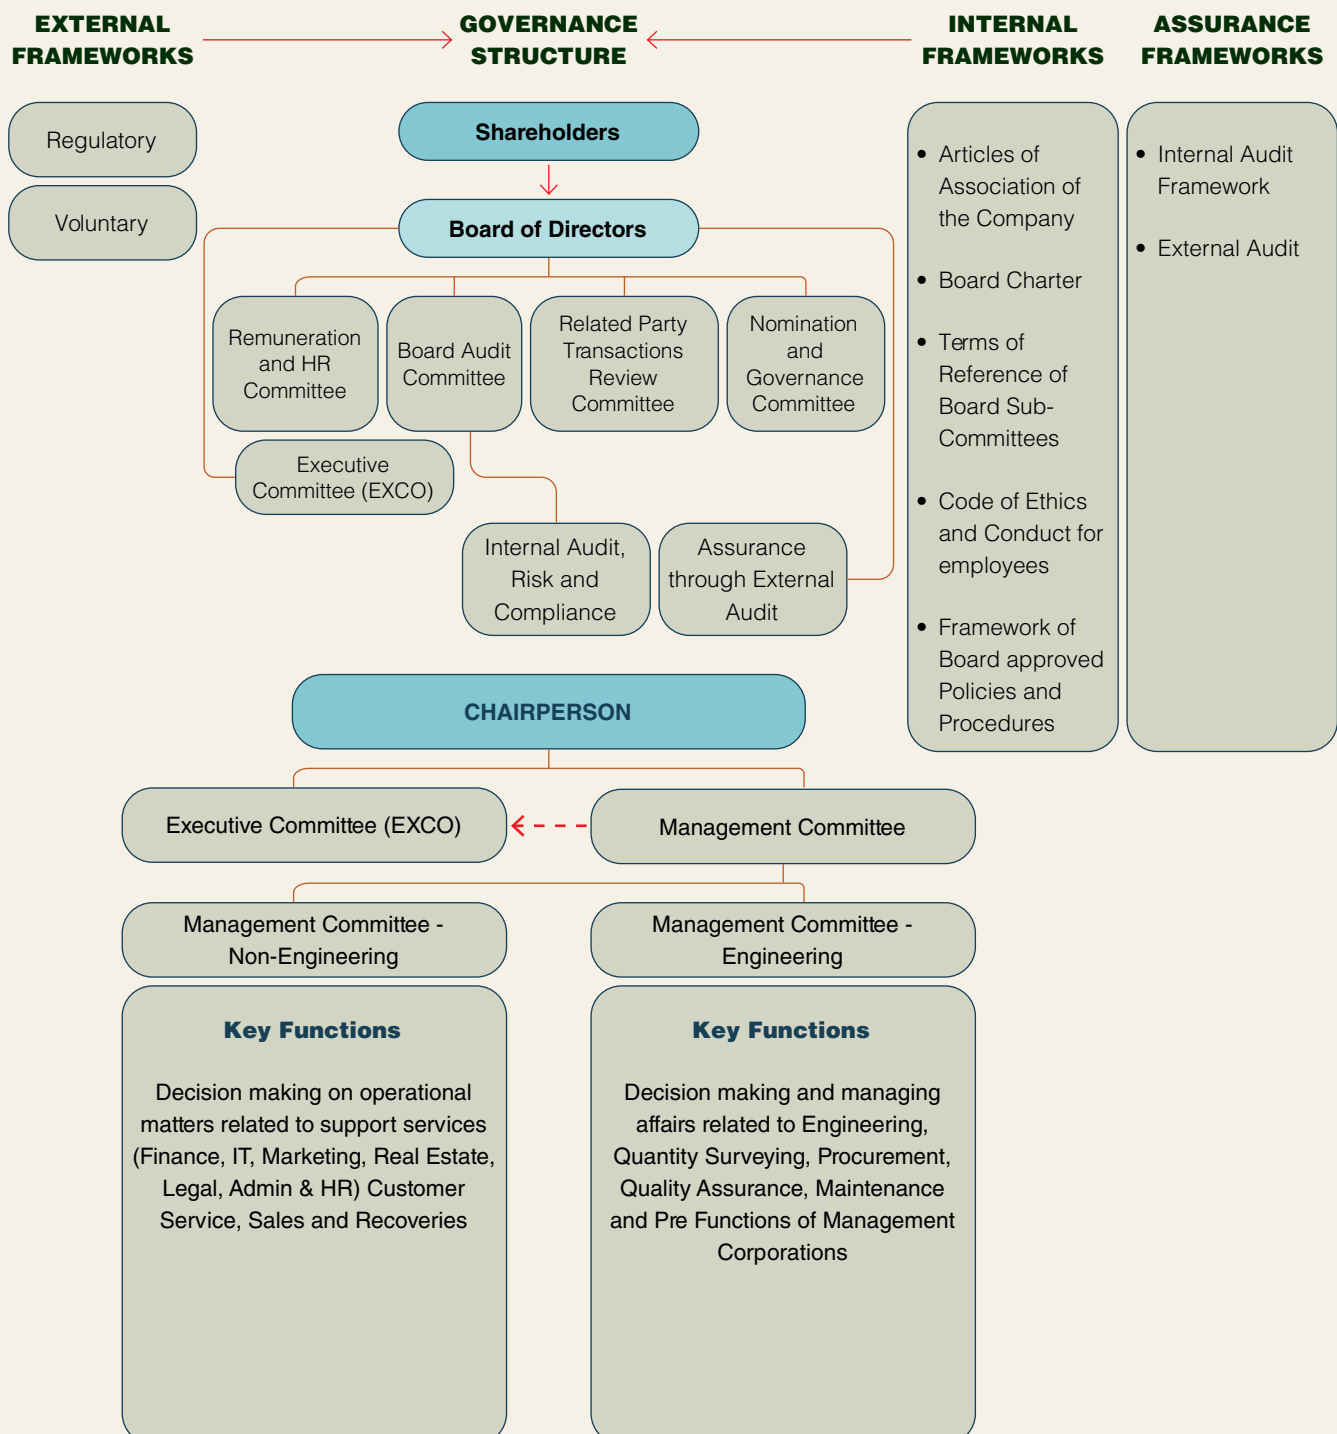 EXTERNAL
FRAMEWORKS
GOVERNANCE
STRUCTURE
INTERNAL
FRAMEWORKS
ASSURANCE
FRAMEWORKS
Regulatory
Voluntary
Shareholders
Board of Directors
Remuneration
and HR
Committee
Board Audit
Committee
Related Party
Transactions
Review
Committee
Nomination
and
Governance
Committee
Executive
Committee (EXCO)
Internal Audit,
Risk and
Compliance
Assurance
through External
Audit
• Articles of
Association of
the Company
• Board Charter
• Terms of
Reference of
Board Sub-
Committees
• Code of Ethics
and Conduct for
employees
• Framework of
Board approved
Policies and
Procedures
• Internal Audit
Framework
• External Audit
CHAIRPERSON
Executive Committee (EXCO)
Management Committee
Management Committee -
Non-Engineering
Management Committee -
Engineering
Key Functions
Decision making on operational
matters related to support services
(Finance, IT, Marketing, Real Estate,
Legal, Admin & HR) Customer
Service, Sales and Recoveries
Key Functions
Decision making and managing
affairs related to Engineering,
Quantity Surveying, Procurement,
Quality Assurance, Maintenance
and Pre Functions of Management
Corporations